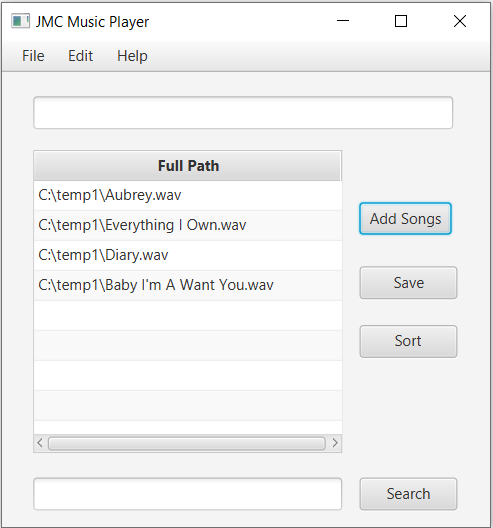 JMC Music Player
File Edit Help
Full Path
C:\temp1\Aubrey.wav
C:\temp1\Everything I Own.wav
C:\temp1\Diary.wav
C:\temp1\Baby I'm A Want You.wav
Add Songs
Save
Sort
Search